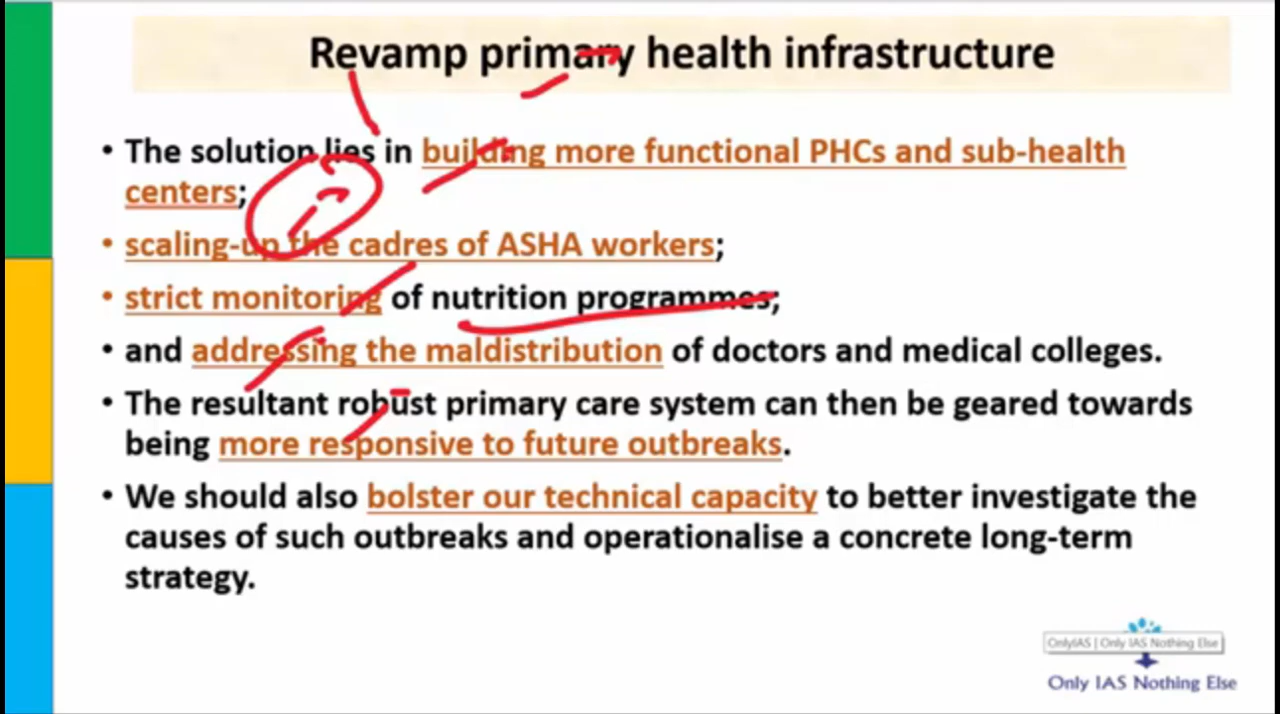 Revamp primary health infrastructure
• The solution lies in building more functional PHCs and sub-health
centers;
• scaling-up the cadres of ASHA workers;
• strict monitoring of nutrition programmes;
• and addressing the maldistribution of doctors and medical colleges.
• The resultant robust primary care system can then be geared towards
being more responsive to future outbreaks.
• We should also bolster our technical capacity to better investigate the
causes of such outbreaks and operationalise a concrete long-term
strategy.
OnlyIAS | Only IAS Nothing Else
Only IAS Nothing Else